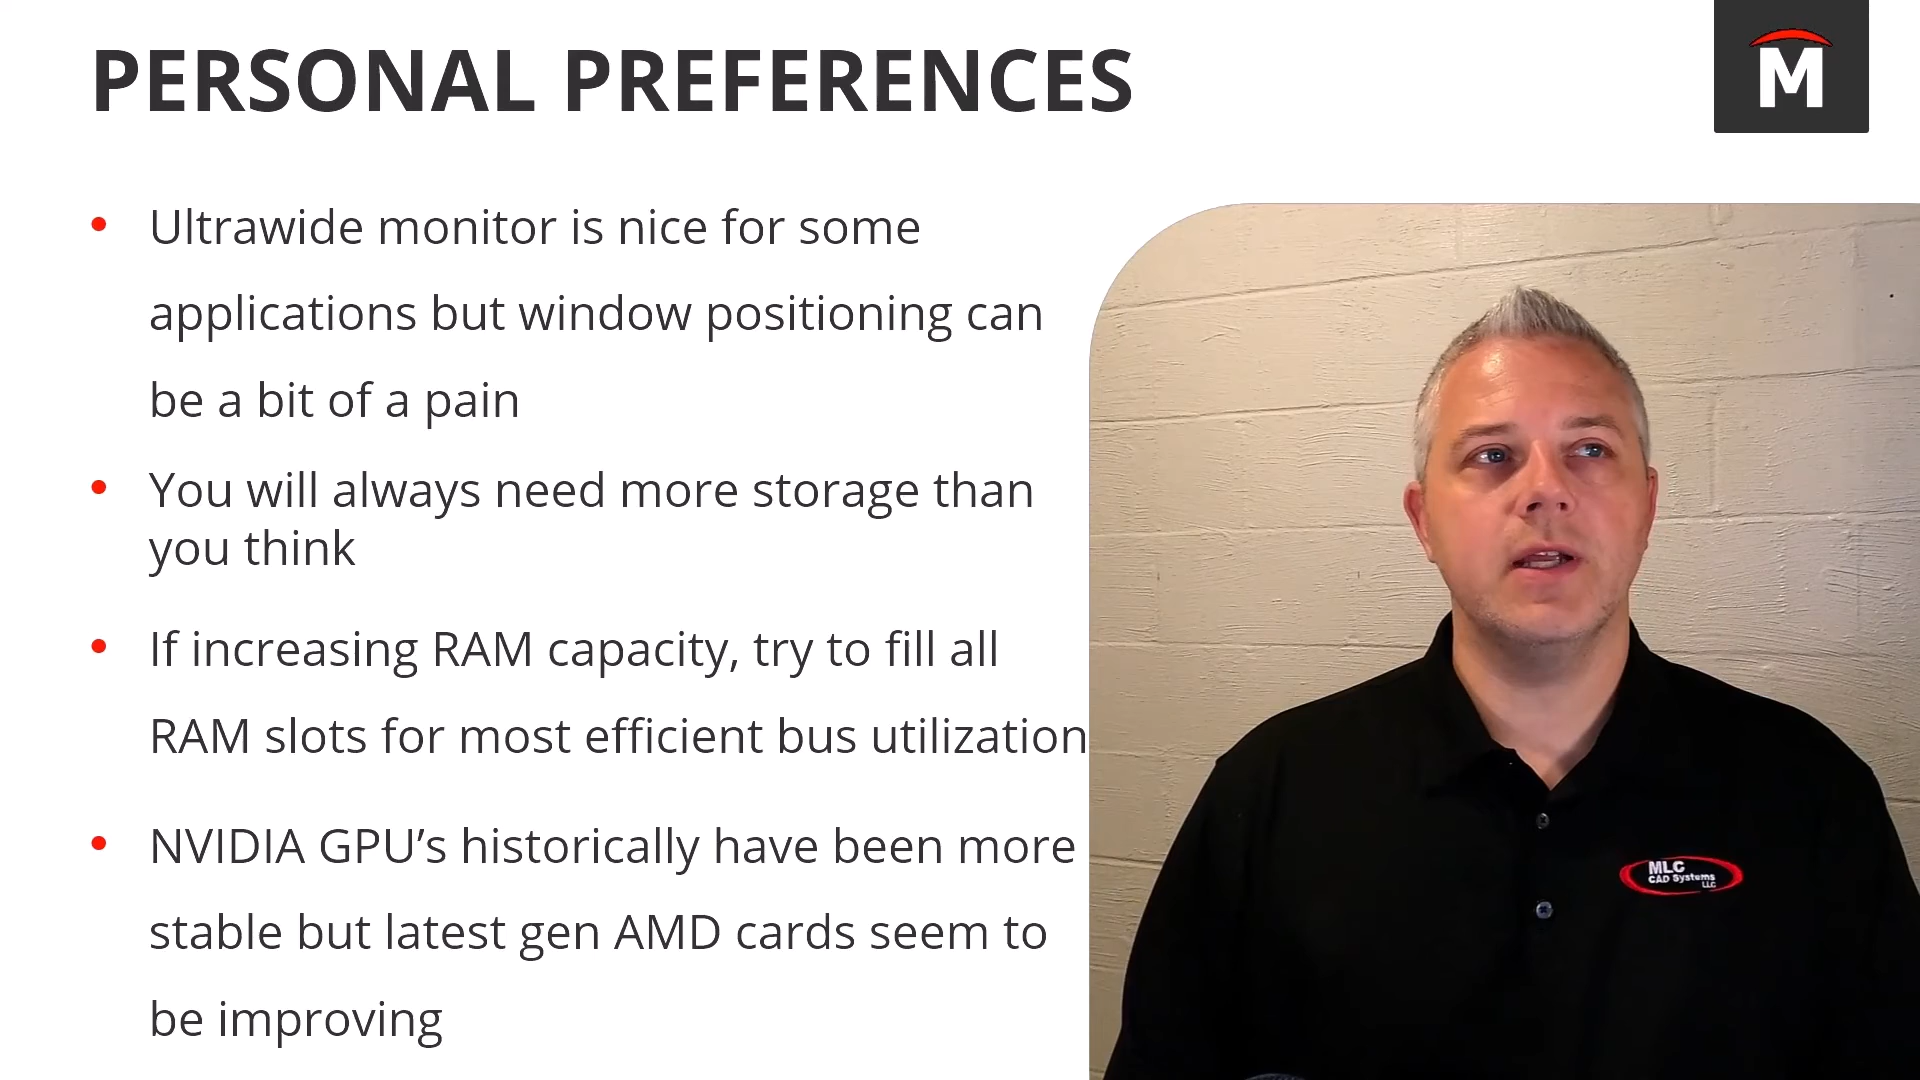 PERSONAL PREFERENCES
M
• Ultrawide monitor is nice for some
applications but window positioning can
be a bit of a pain
• You will always need more storage than
you think
• If increasing RAM capacity, try to fill all
RAM slots for most efficient bus utilization
• NVIDIA GPU’s historically have been more
stable but latest gen AMD cards seem to
be improving
MLC
CAD Systems
LLC